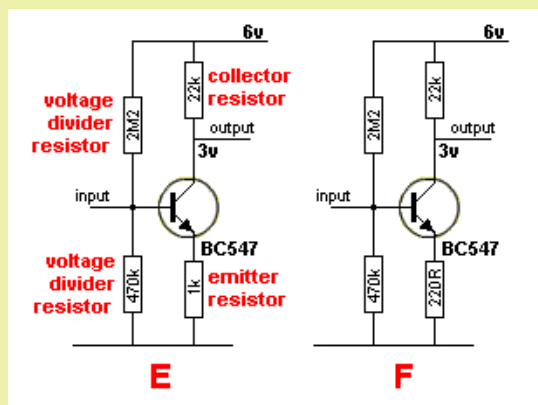 6v
22k
collector
resistor
voltage
divider
resistor
2M2
output
3v
input
BC547
voltage
divider
resistor
470k
1k
emitter
resistor
E
6v
22k
2M2
output
3v
input
BC547
470k
220R
F